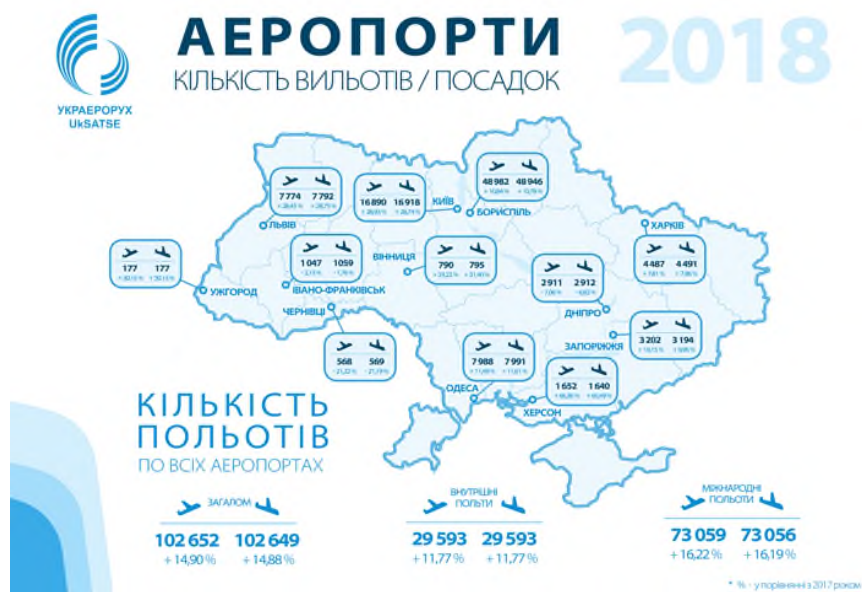 АЕРОПОРТИ
КІЛЬКІСТЬ ВИЛЬОТІВ / ПОСАДОК
2018
УКРАЕРОРУХ
UkSATSE
7 774 7 792
ЛЬВІВ
16 890 16 918
КИЇВ
48 982 48 946
БОРИСПІЛЬ
ХАРКІВ
4 487 4 491
177 177
УЖГОРОД
1 047 1059
ІВАНО-ФРАНКІВСЬК
ВІННИЦЯ
790 795
2 911 2 912
ДНІПРО
ЧЕРНІВЦІ
568 569
ЗАПОРІЖЖЯ
3 202 3 194
7 988 7 991
ОДЕСА
1 652 1 640
ХЕРСОН
КІЛЬКІСТЬ
ПОЛЬОТІВ
ПО ВСІХ АЕРОПОРТАХ
ЗАГАЛОМ
102 652 102 649
+ 14,90 % + 14,88 %
ВНУТРІШНІ
ПОЛЬТИ
29 593 29 593
+ 11,77 % + 11,77 %
МІЖНАРОДНІ
ПОЛЬОТИ
73 059 73 056
+ 16,22 % + 16,19 %
* % - у порівнянні з 2017 роком